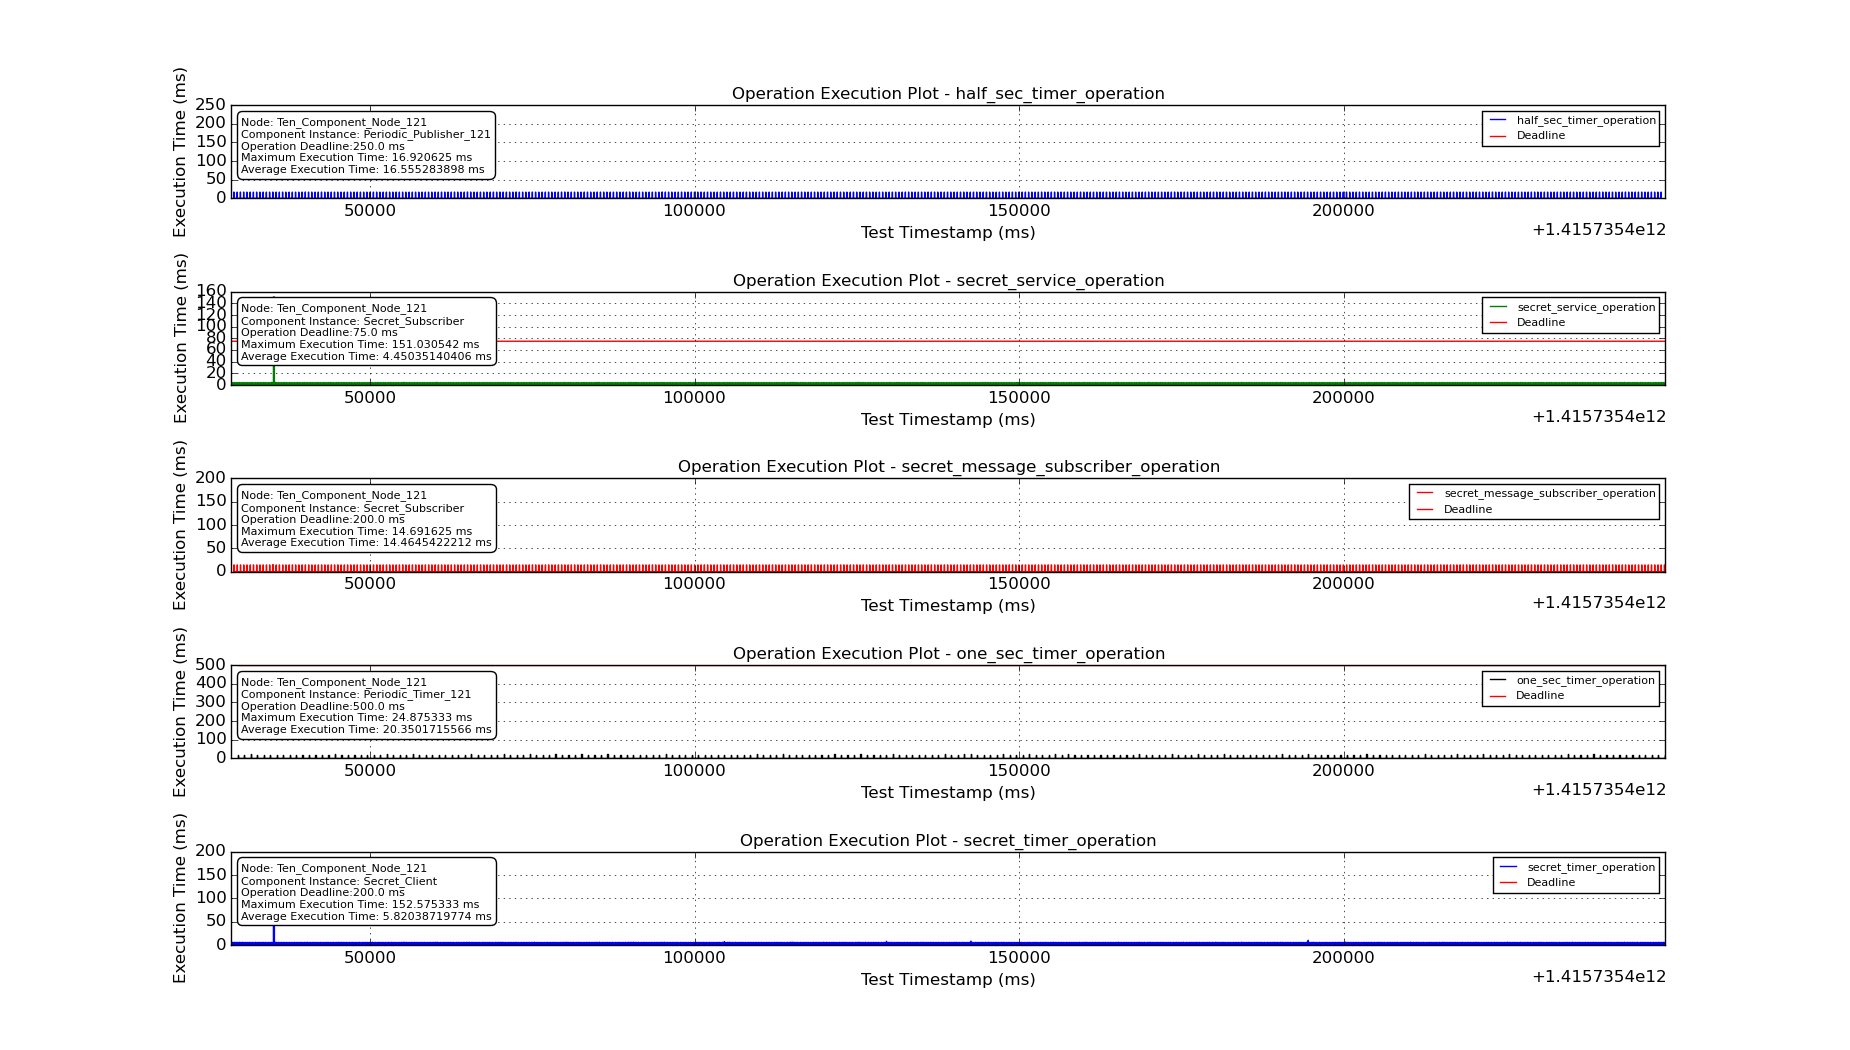 Operation Execution Plot - half_sec_timer_operation
Execution Time (ms)
250
200
150
100
50
0
Node: Ten_Component_Node_121
Component Instance: Periodic_Publisher_121
Operation Deadline:250.0 ms
Maximum Execution Time: 16.920625 ms
Average Execution Time: 16.555283898 ms
half_sec_timer_operation
Deadline
50000 100000 150000 200000
Test Timestamp (ms)
+1.4157354e12
Operation Execution Plot - secret_service_operation
Execution Time (ms)
160
140
120
100
80
60
40
20
0
Node: Ten_Component_Node_121
Component Instance: Secret_Subscriber
Operation Deadline:75.0 ms
Maximum Execution Time: 151.030542 ms
Average Execution Time: 4.45035140406 ms
secret_service_operation
Deadline
50000 100000 150000 200000
Test Timestamp (ms)
+1.4157354e12
Operation Execution Plot - secret_message_subscriber_operation
Execution Time (ms)
200
150
100
50
0
Node: Ten_Component_Node_121
Component Instance: Secret_Subscriber
Operation Deadline:200.0 ms
Maximum Execution Time: 14.691625 ms
Average Execution Time: 14.4645422212 ms
secret_message_subscriber_operation
Deadline
50000 100000 150000 200000
Test Timestamp (ms)
+1.4157354e12
Operation Execution Plot - one_sec_timer_operation
Execution Time (ms)
500
400
300
200
100
0
Node: Ten_Component_Node_121
Component Instance: Periodic_Timer_121
Operation Deadline:500.0 ms
Maximum Execution Time: 24.875333 ms
Average Execution Time: 20.3501715566 ms
one_sec_timer_operation
Deadline
50000 100000 150000 200000
Test Timestamp (ms)
+1.4157354e12
Operation Execution Plot - secret_timer_operation
Execution Time (ms)
200
150
100
50
0
Node: Ten_Component_Node_121
Component Instance: Secret_Client
Operation Deadline:200.0 ms
Maximum Execution Time: 152.575333 ms
Average Execution Time: 5.82038719774 ms
secret_timer_operation
Deadline
50000 100000 150000 200000
Test Timestamp (ms)
+1.4157354e12